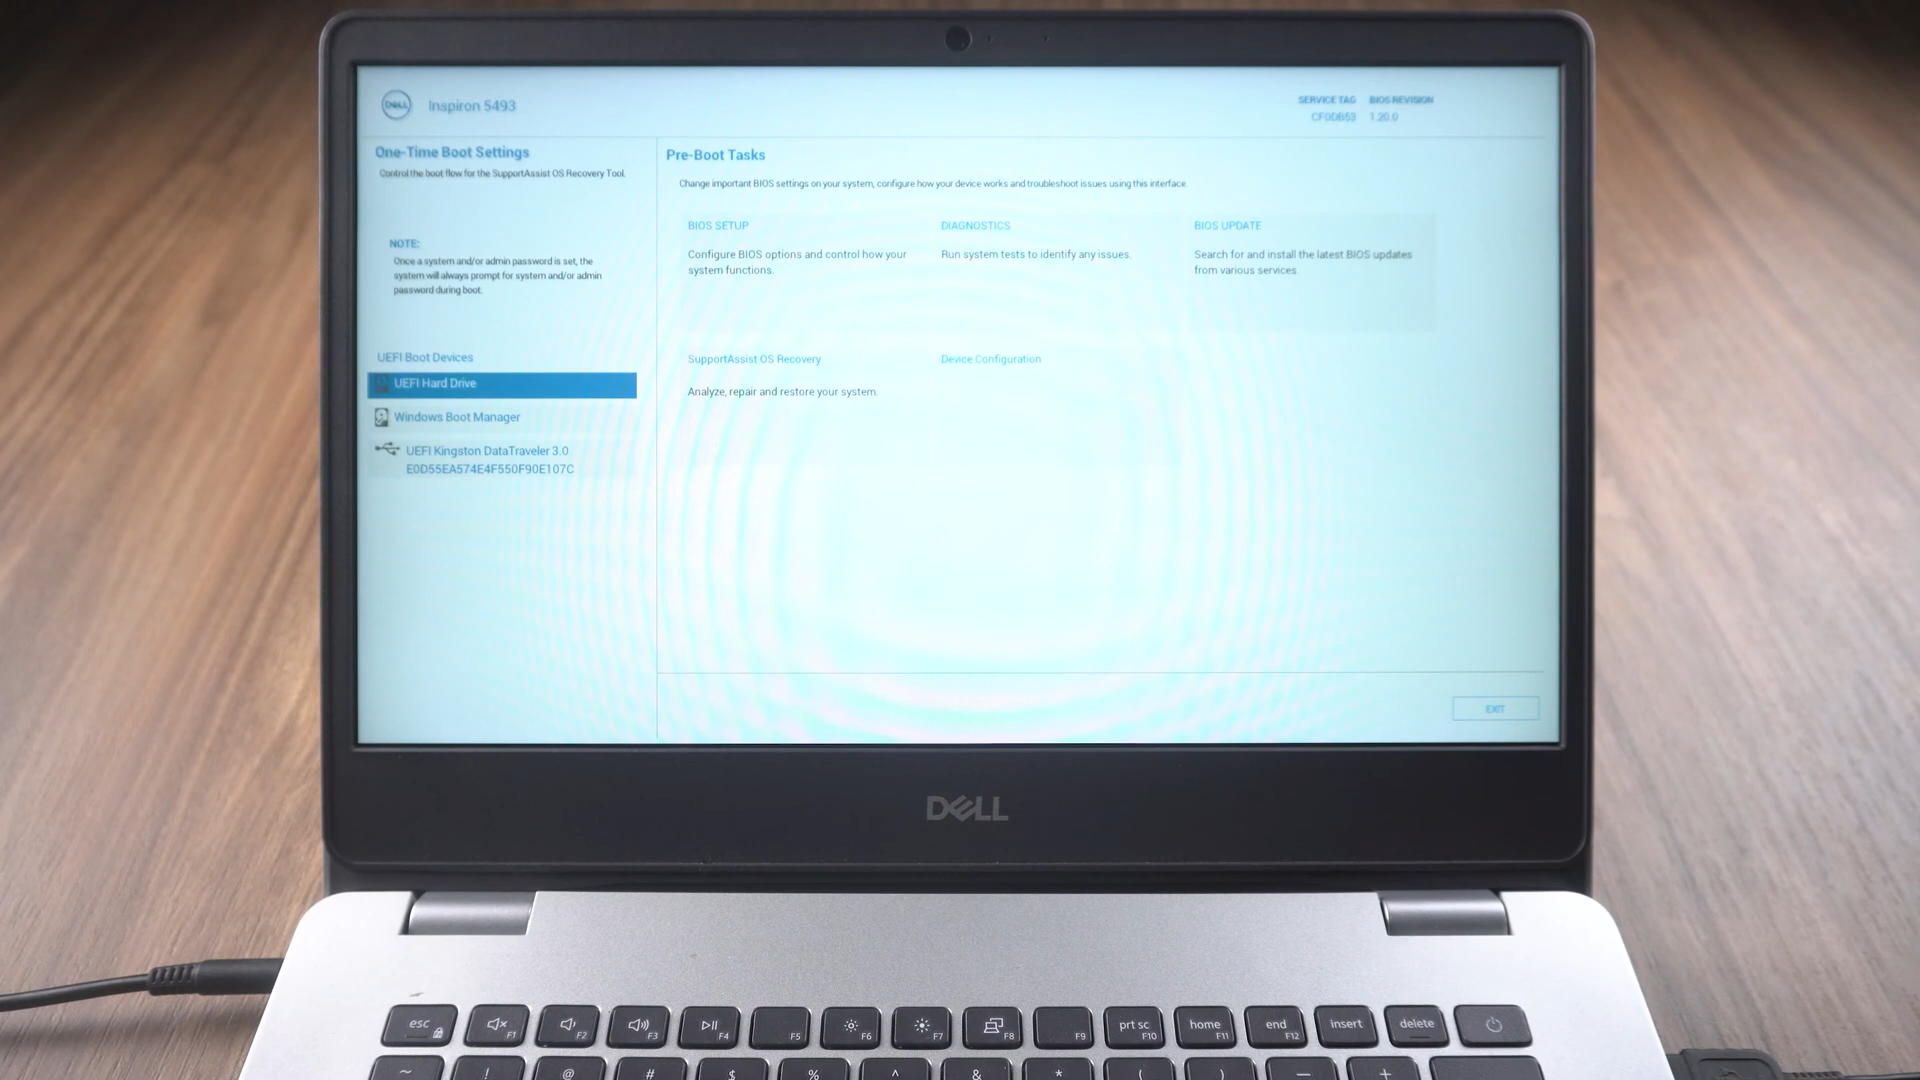 DELL
Inspiron 5493
SERVICE TAG BIOS REVISION
CF0DB53 1.20.0
One-Time Boot Settings
Control the boot flow for the SupportAssist OS Recovery Tool.
NOTE:
Once a system and/or admin password is set, the
system will always prompt for system and/or admin
password during boot.
UEFI Boot Devices
UEFI Hard Drive
Windows Boot Manager
UEFI Kingston DataTraveler 3.0
E0D55EA574E4F550F90E107C
Pre-Boot Tasks
Change important BIOS settings on your system, configure how your device works and troubleshoot issues using this interface.
BIOS SETUP
Configure BIOS options and control how your
system functions.
DIAGNOSTICS
Run system tests to identify any issues.
BIOS UPDATE
Search for and install the latest BIOS updates
from various services.
SupportAssist OS Recovery
Analyze, repair and restore your system.
Device Configuration
EXIT
DELL
esc F1 F2 F3 F4 F5 F6 F7 F8 F9 prt sc F10 home F11 end F12 insert delete
~ ! @ # $ % ^ & * ( ) — +